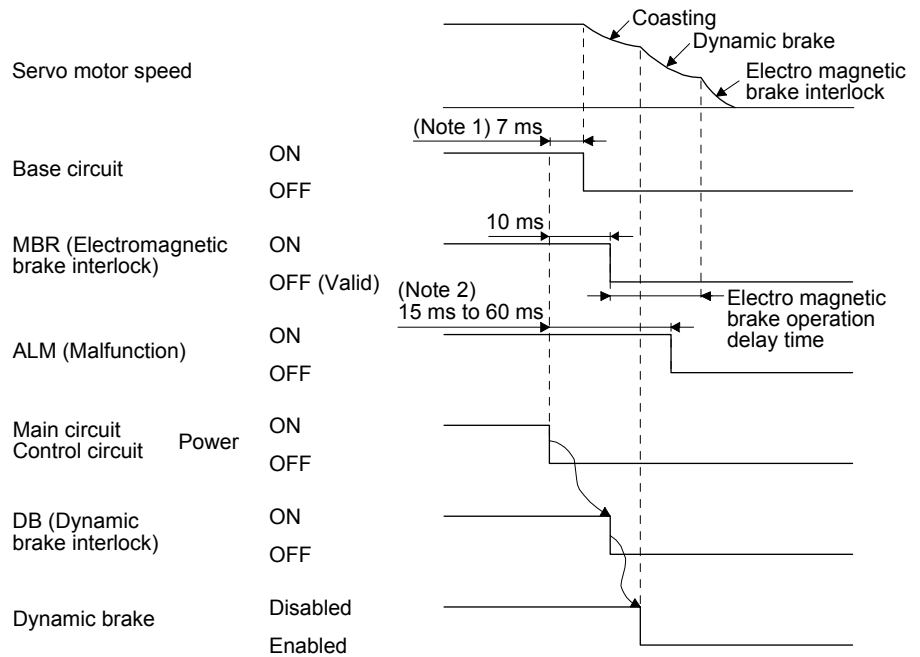 Coasting
Dynamic brake
Servo motor speed
Electro magnetic
brake interlock
(Note 1) 7 ms
Base circuit
ON
OFF
10 ms
MBR (Electromagnetic
brake interlock)
ON
OFF (Valid)
(Note 2)
15 ms to 60 ms
Electro magnetic
brake operation
delay time
ALM (Malfunction)
ON
OFF
Main circuit
Control circuit
Power
ON
OFF
DB (Dynamic
brake interlock)
ON
OFF
Dynamic brake
Disabled
Enabled